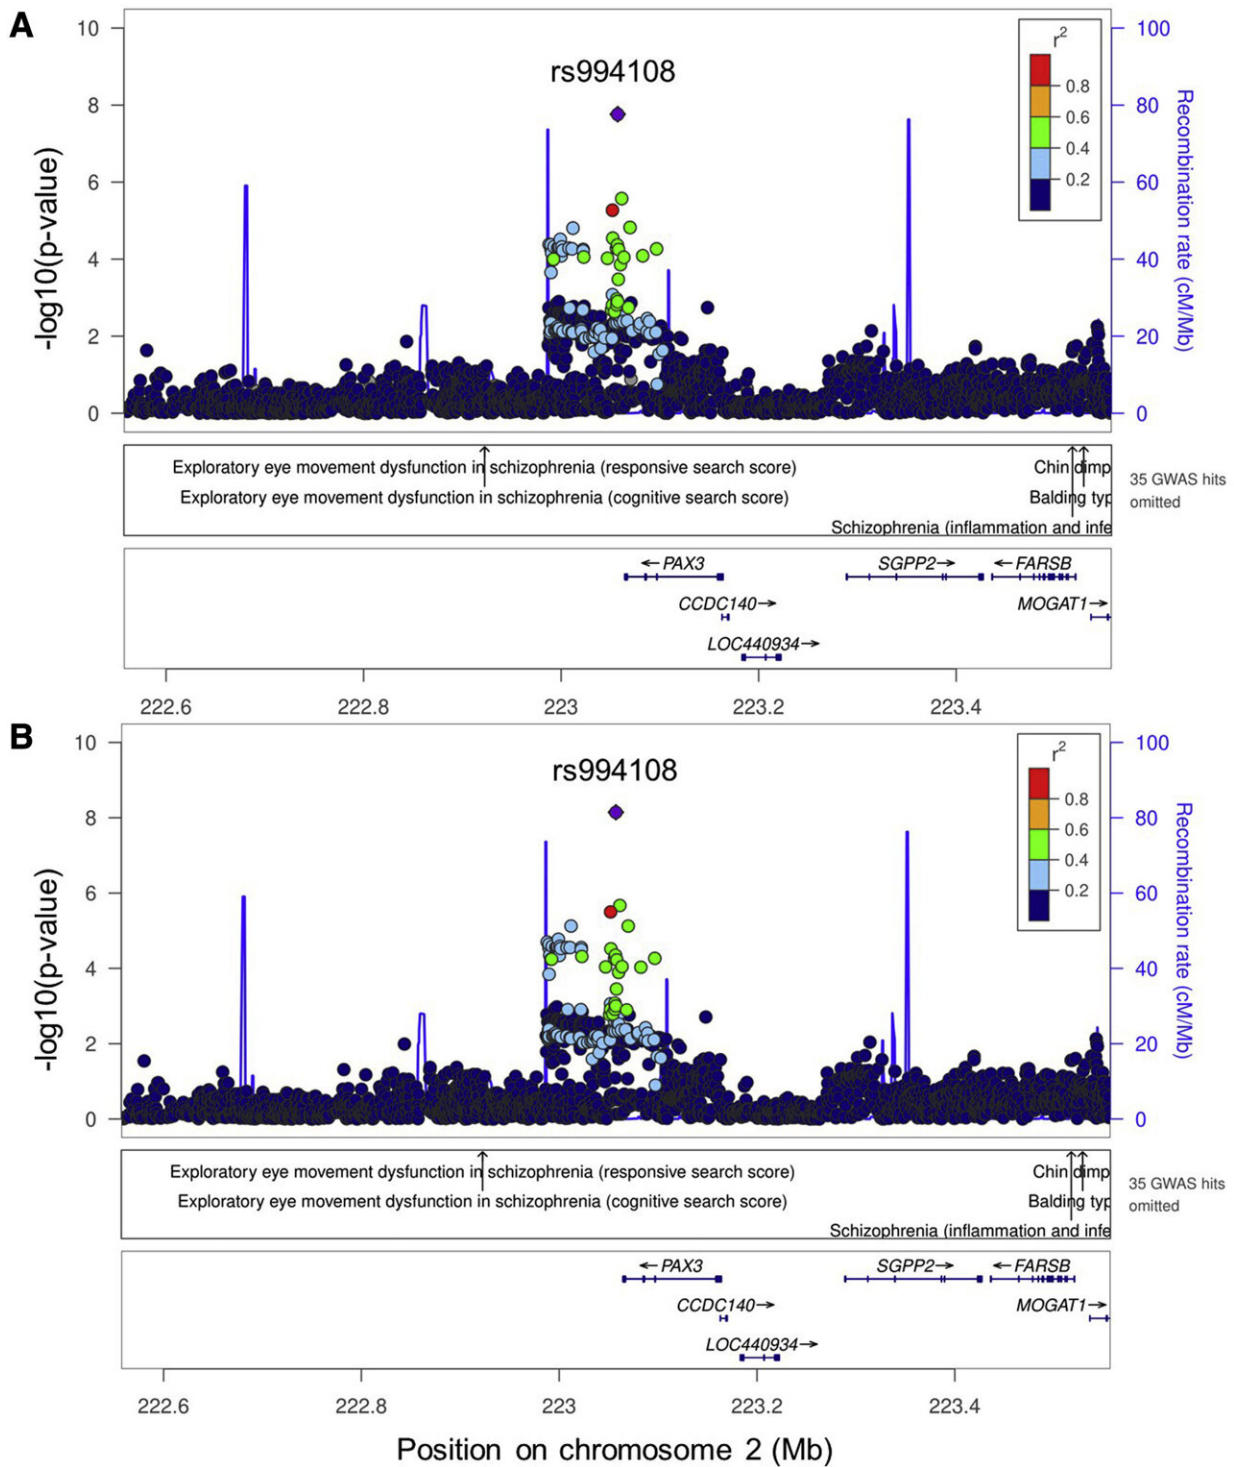 A
rs994108
-log10(p-value)
10
8
6
4
2
0
r2
0.8
0.6
0.4
0.2
100
80
60
40
20
0
Recombination rate (cM/Mb)
Exploratory eye movement dysfunction in schizophrenia (responsive search score)
Chin dimp
Exploratory eye movement dysfunction in schizophrenia (cognitive search score)
Balding typ
Schizophrenia (inflammation and infe
35 GWAS hits
omitted
←PAX3
SGPP2→
←FARSB
CCDC140→
MOGAT1→
LOC440934→
222.6
222.8
223
223.2
223.4
B
rs994108
-log10(p-value)
10
8
6
4
2
0
r2
0.8
0.6
0.4
0.2
100
80
60
40
20
0
Recombination rate (cM/Mb)
Exploratory eye movement dysfunction in schizophrenia (responsive search score)
Chin dimp
Exploratory eye movement dysfunction in schizophrenia (cognitive search score)
Balding typ
Schizophrenia (inflammation and infe
35 GWAS hits
omitted
←PAX3
SGPP2→
←FARSB
CCDC140→
MOGAT1→
LOC440934→
222.6
222.8
223
223.2
223.4
Position on chromosome 2 (Mb)